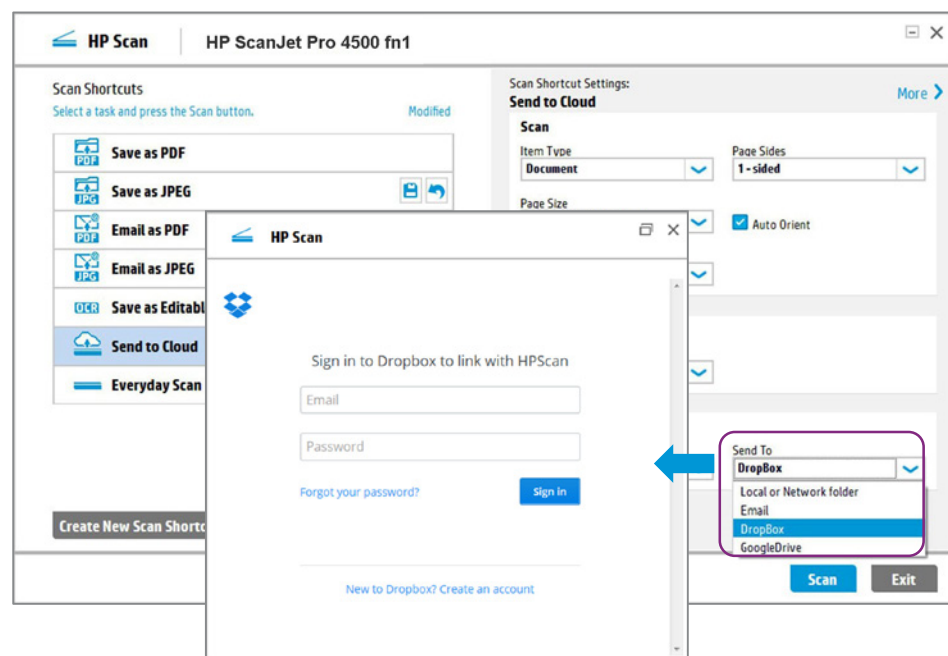 HP Scan
HP ScanJet Pro 4500 fn1
Scan Shortcuts
Select a task and press the Scan button.
Modified
PDF
Save as PDF
JPG
Save as JPEG
PDF
Email as PDF
JPG
Email as JPEG
OCR
Save as Editabl
Send to Cloud
Everyday Scan
Create New Scan Shortc
Scan Shortcut Settings:
Send to Cloud
More
Scan
Item Type
Document
Page Sides
1 - sided
Page Size
Auto Orient
Send To
DropBox
Local or Network folder
Email
DropBox
GoogleDrive
Scan
Exit
HP Scan
Sign in to Dropbox to link with HPScan
Email
Password
Forgot your password?
Sign in
New to Dropbox? Create an account